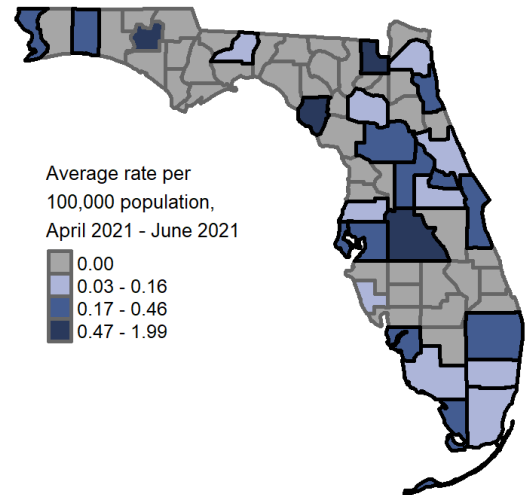 Average rate per
100,000 population,
April 2021 - June 2021
0.00
0.03 - 0.16
0.17 - 0.46
0.47 - 1.99